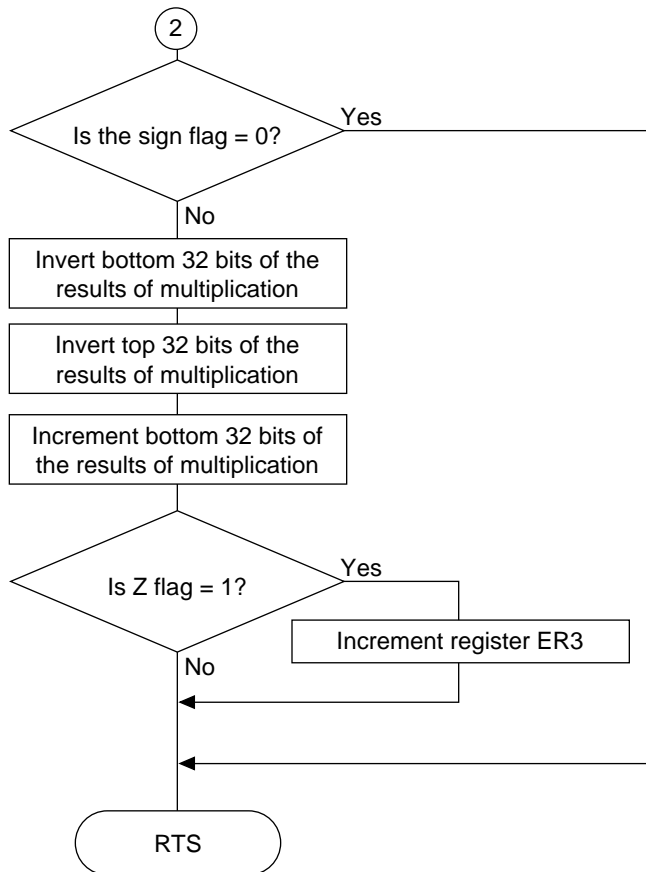 2
Is the sign flag = 0?
Yes
No
Invert bottom 32 bits of the
results of multiplication
Invert top 32 bits of the
results of multiplication
Increment bottom 32 bits of
the results of multiplication
Is Z flag = 1?
Yes
Increment register ER3
No
RTS